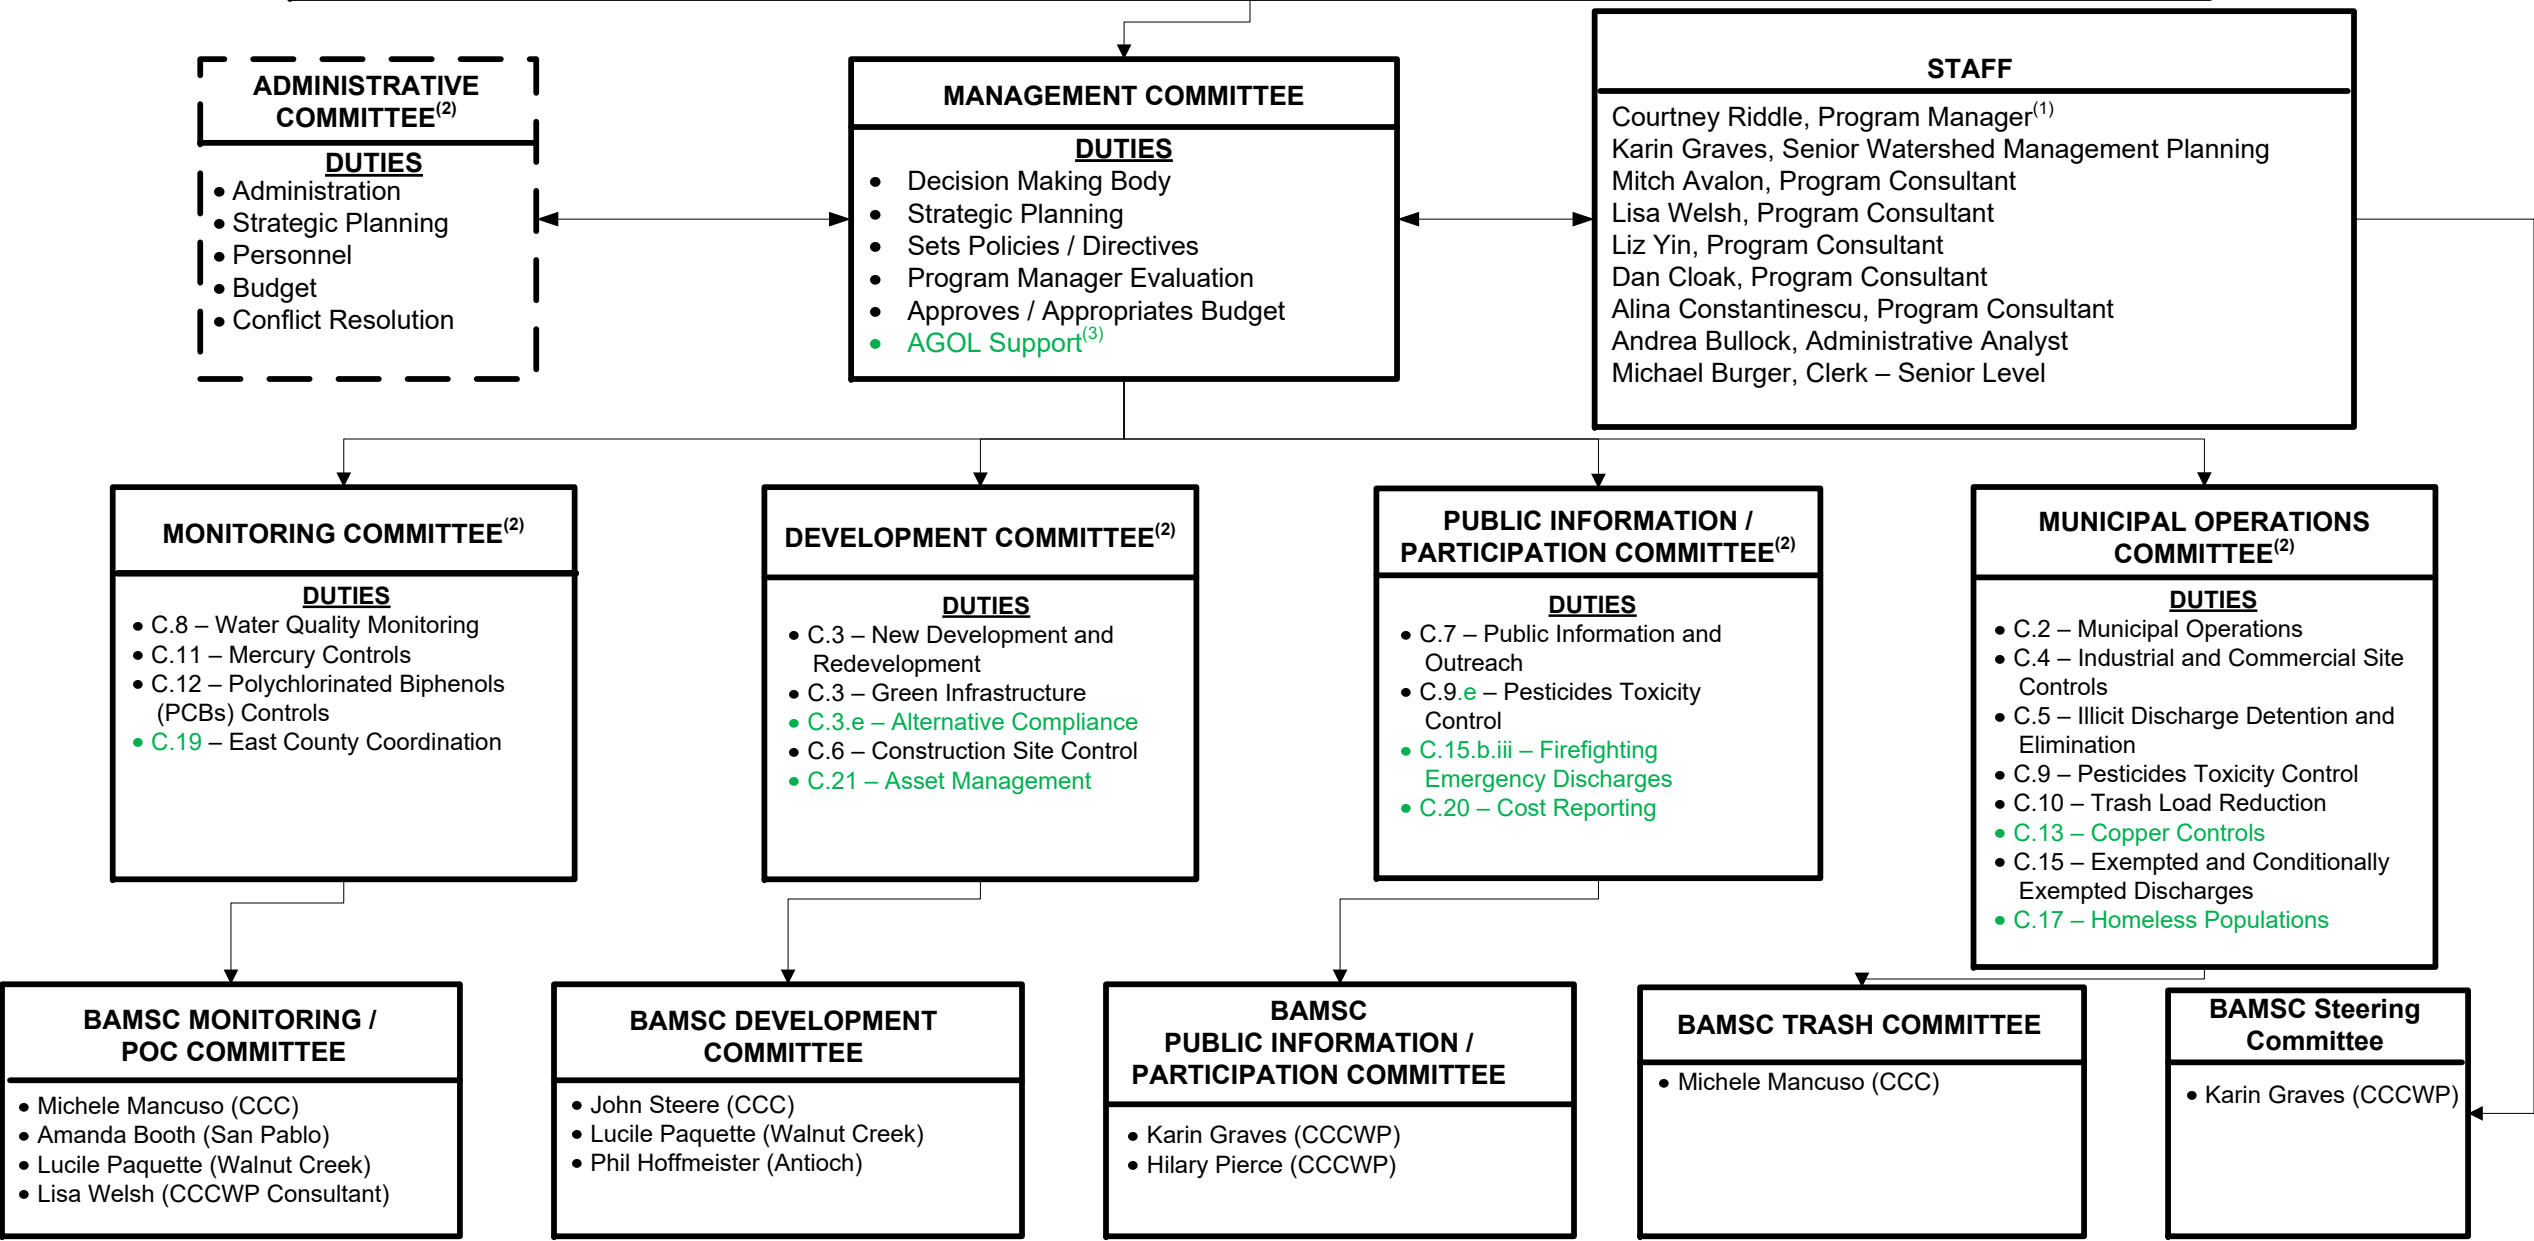 ADMINISTRATIVE
COMMITTEE(2)
DUTIES
• Administration
• Strategic Planning
• Personnel
• Budget
• Conflict Resolution
MANAGEMENT COMMITTEE
DUTIES
• Decision Making Body
• Strategic Planning
• Sets Policies / Directives
• Program Manager Evaluation
• Approves / Appropriates Budget
• AGOL Support(3)
STAFF
Courtney Riddle, Program Manager(1)
Karin Graves, Senior Watershed Management Planning
Mitch Avalon, Program Consultant
Lisa Welsh, Program Consultant
Liz Yin, Program Consultant
Dan Cloak, Program Consultant
Alina Constantinescu, Program Consultant
Andrea Bullock, Administrative Analyst
Michael Burger, Clerk – Senior Level
MONITORING COMMITTEE(2)
DUTIES
• C.8 – Water Quality Monitoring
• C.11 – Mercury Controls
• C.12 – Polychlorinated Biphenols
(PCBs) Controls
• C.19 – East County Coordination
DEVELOPMENT COMMITTEE(2)
DUTIES
• C.3 – New Development and
Redevelopment
• C.3 – Green Infrastructure
• C.3.e – Alternative Compliance
• C.6 – Construction Site Control
• C.21 – Asset Management
PUBLIC INFORMATION /
PARTICIPATION COMMITTEE(2)
DUTIES
• C.7 – Public Information and
Outreach
• C.9.e – Pesticides Toxicity
Control
• C.15.b.iii – Firefighting
Emergency Discharges
• C.20 – Cost Reporting
MUNICIPAL OPERATIONS
COMMITTEE(2)
DUTIES
• C.2 – Municipal Operations
• C.4 – Industrial and Commercial Site
Controls
• C.5 – Illicit Discharge Detention and
Elimination
• C.9 – Pesticides Toxicity Control
• C.10 – Trash Load Reduction
• C.13 – Copper Controls
• C.15 – Exempted and Conditionally
Exempted Discharges
• C.17 – Homeless Populations
BAMSC MONITORING /
POC COMMITTEE
• Michele Mancuso (CCC)
• Amanda Booth (San Pablo)
• Lucile Paquette (Walnut Creek)
• Lisa Welsh (CCCWP Consultant)
BAMSC DEVELOPMENT
COMMITTEE
• John Steere (CCC)
• Lucile Paquette (Walnut Creek)
• Phil Hoffmeister (Antioch)
BAMSC
PUBLIC INFORMATION /
PARTICIPATION COMMITTEE
• Karin Graves (CCCWP)
• Hilary Pierce (CCCWP)
BAMSC TRASH COMMITTEE
• Michele Mancuso (CCC)
BAMSC Steering
Committee
• Karin Graves (CCCWP)